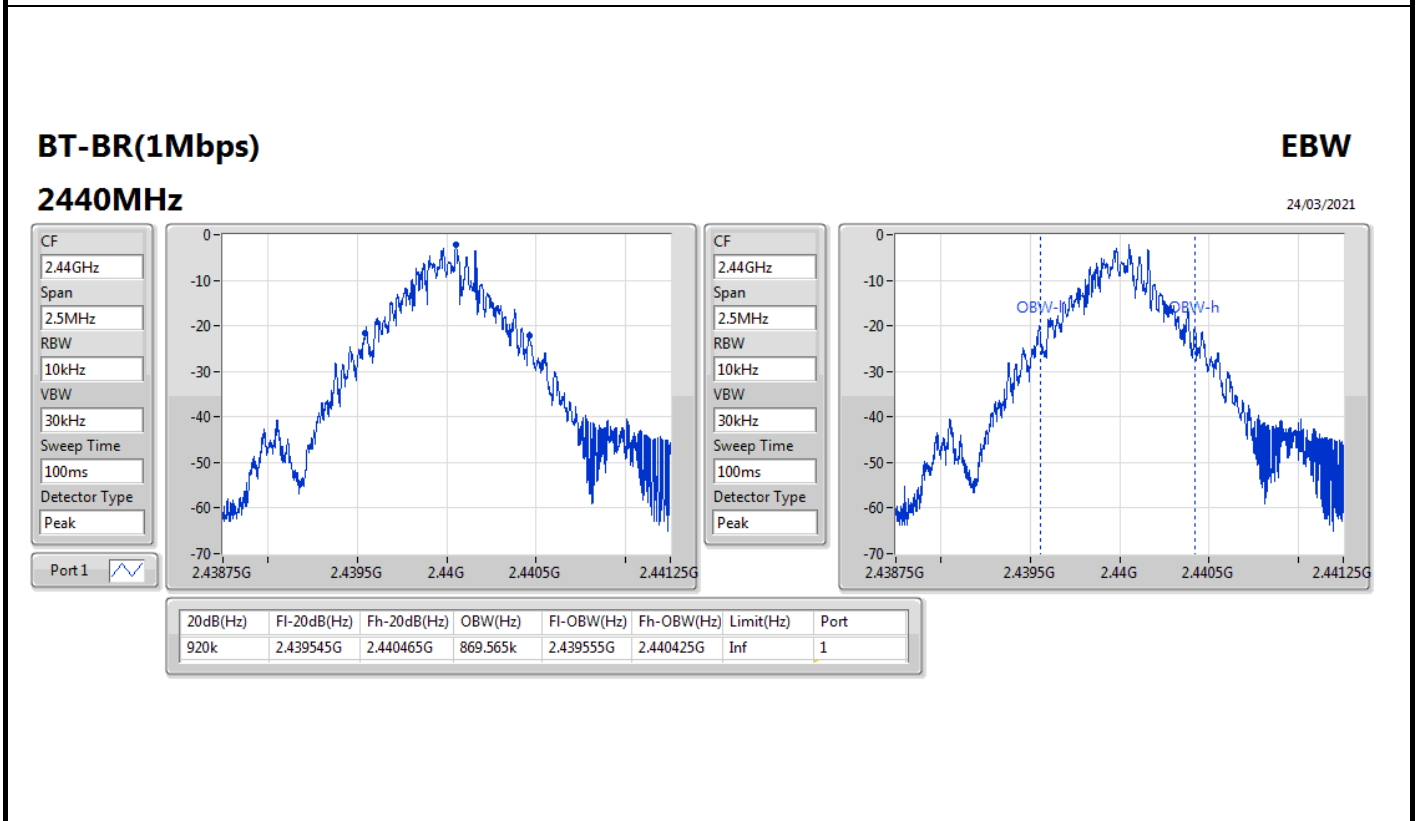 BT-BR(1Mbps)
EBW
2440MHz
24/03/2021
CF
2.44GHz
Span
2.5MHz
RBW
10kHz
VBW
30kHz
Sweep Time
100ms
Detector Type
Peak
Port 1
0
-10
-20
-30
-40
-50
-60
-70
2.43875G 2.4395G 2.44G 2.4405G 2.44125G
CF
2.44GHz
Span
2.5MHz
RBW
10kHz
VBW
30kHz
Sweep Time
100ms
Detector Type
Peak
0
-10
-20
-30
-40
-50
-60
-70
OBW-l OBW-h
2.43875G 2.4395G 2.44G 2.4405G 2.44125G
20dB(Hz) Fl-20dB(Hz) Fh-20dB(Hz) OBW(Hz) Fl-OBW(Hz) Fh-OBW(Hz) Limit(Hz) Port
920k 2.439545G 2.440465G 869.565k 2.439555G 2.440425G Inf 1